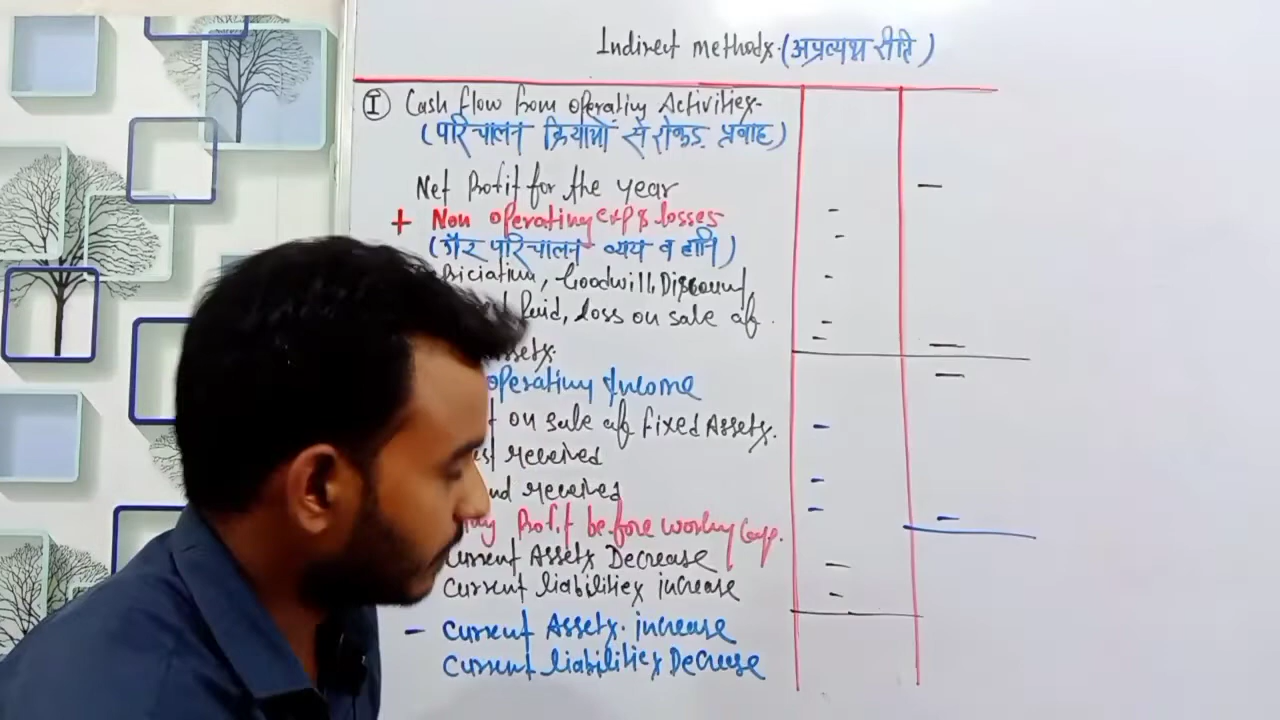 Indirect method (अप्रत्यक्ष रीति)
I Cash flow from operating Activities-
(परिचालन क्रियाओं से रोकड़ प्रवाह)
Net Profit for the year
+ Non operating exp & losses
(गैर परिचालन व्यय व हानि)
Goodwill, Discount,
Paid, loss on sale of
operating Income
on sale of fixed Assets.
received
received
Profit before working Cap.
Current Assets Decrease
Current liabilities increase
- Current Assets increase
Current liabilities Decrease